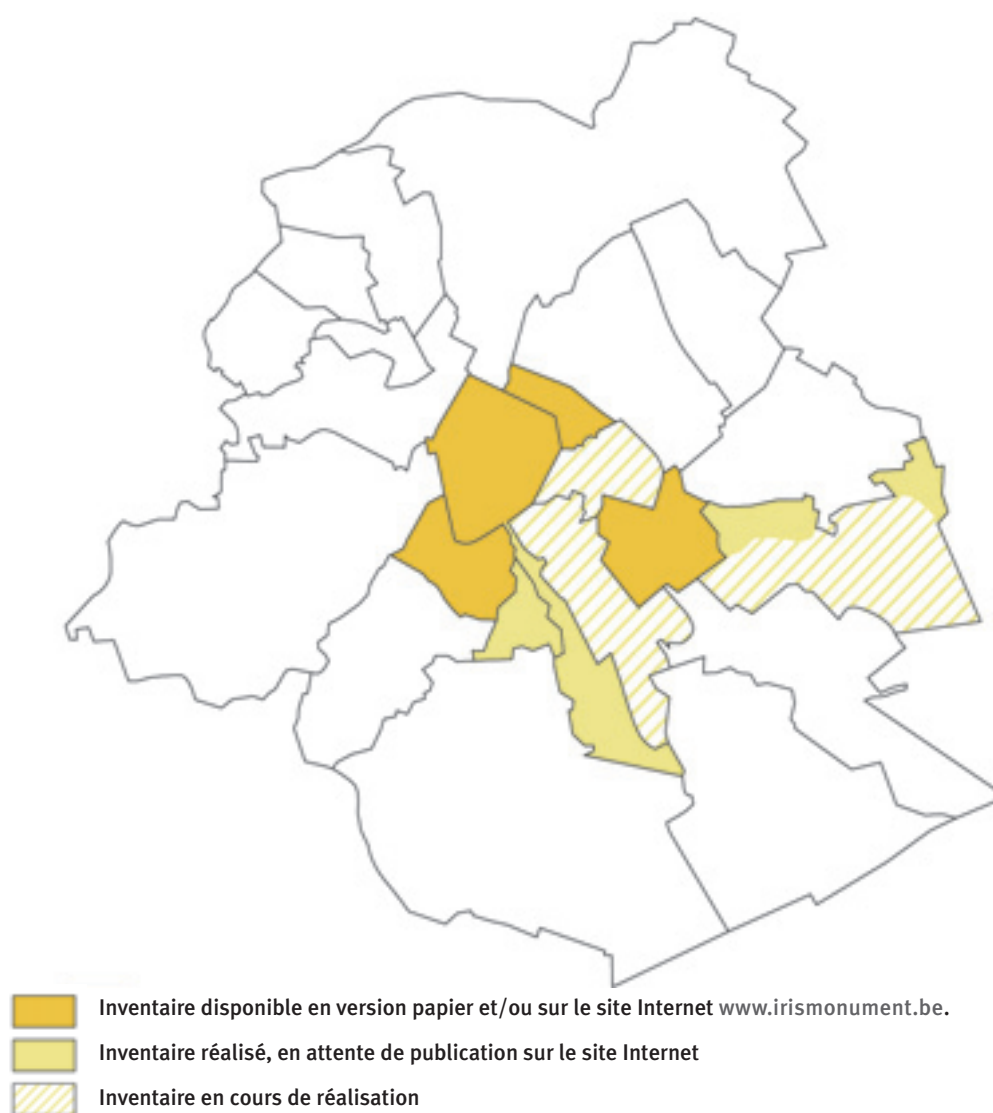 Inventaire disponible en version papier et/ou sur le site Internet www.irismonument.be.
Inventaire réalisé, en attente de publication sur le site Internet
Inventaire en cours de réalisation